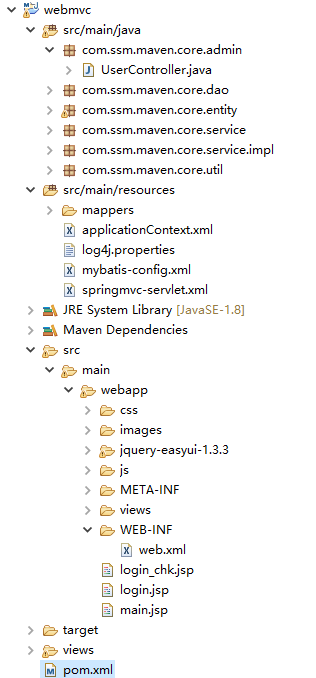 webmvc
src/main/java
com.ssm.maven.core.admin
UserController.java
com.ssm.maven.core.dao
com.ssm.maven.core.entity
com.ssm.maven.core.service
com.ssm.maven.core.service.impl
com.ssm.maven.core.util
src/main/resources
mappers
applicationContext.xml
log4j.properties
mybatis-config.xml
springmvc-servlet.xml
JRE System Library [JavaSE-1.8]
Maven Dependencies
src
main
webapp
css
images
jquery-easyui-1.3.3
js
META-INF
views
WEB-INF
web.xml
login_chk.jsp
login.jsp
main.jsp
target
views
pom.xml